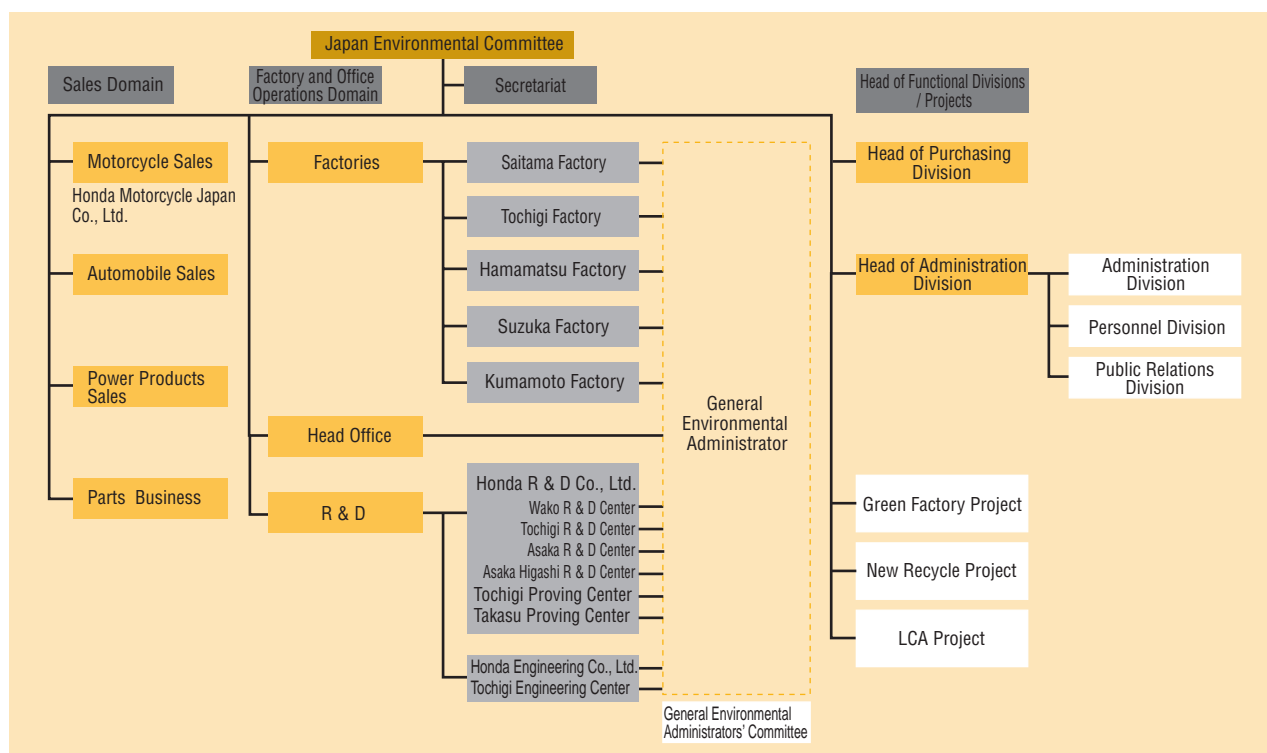 Japan Environmental Committee
Sales Domain
Factory and Office
Operations Domain
Secretariat
Head of Functional Divisions
/ Projects
Motorcycle Sales
Honda Motorcycle Japan
Co., Ltd.
Automobile Sales
Power Products
Sales
Parts Business
Factories
Head Office
R & D
Saitama Factory
Tochigi Factory
Hamamatsu Factory
Suzuka Factory
Kumamoto Factory
Honda R & D Co., Ltd.
Wako R & D Center
Tochigi R & D Center
Asaka R & D Center
Asaka Higashi R & D Center
Tochigi Proving Center
Takasu Proving Center
Honda Engineering Co., Ltd.
Tochigi Engineering Center
General
Environmental
Administrator
General Environmental
Administrators' Committee
Head of Purchasing
Division
Head of Administration
Division
Administration
Division
Personnel Division
Public Relations
Division
Green Factory Project
New Recycle Project
LCA Project